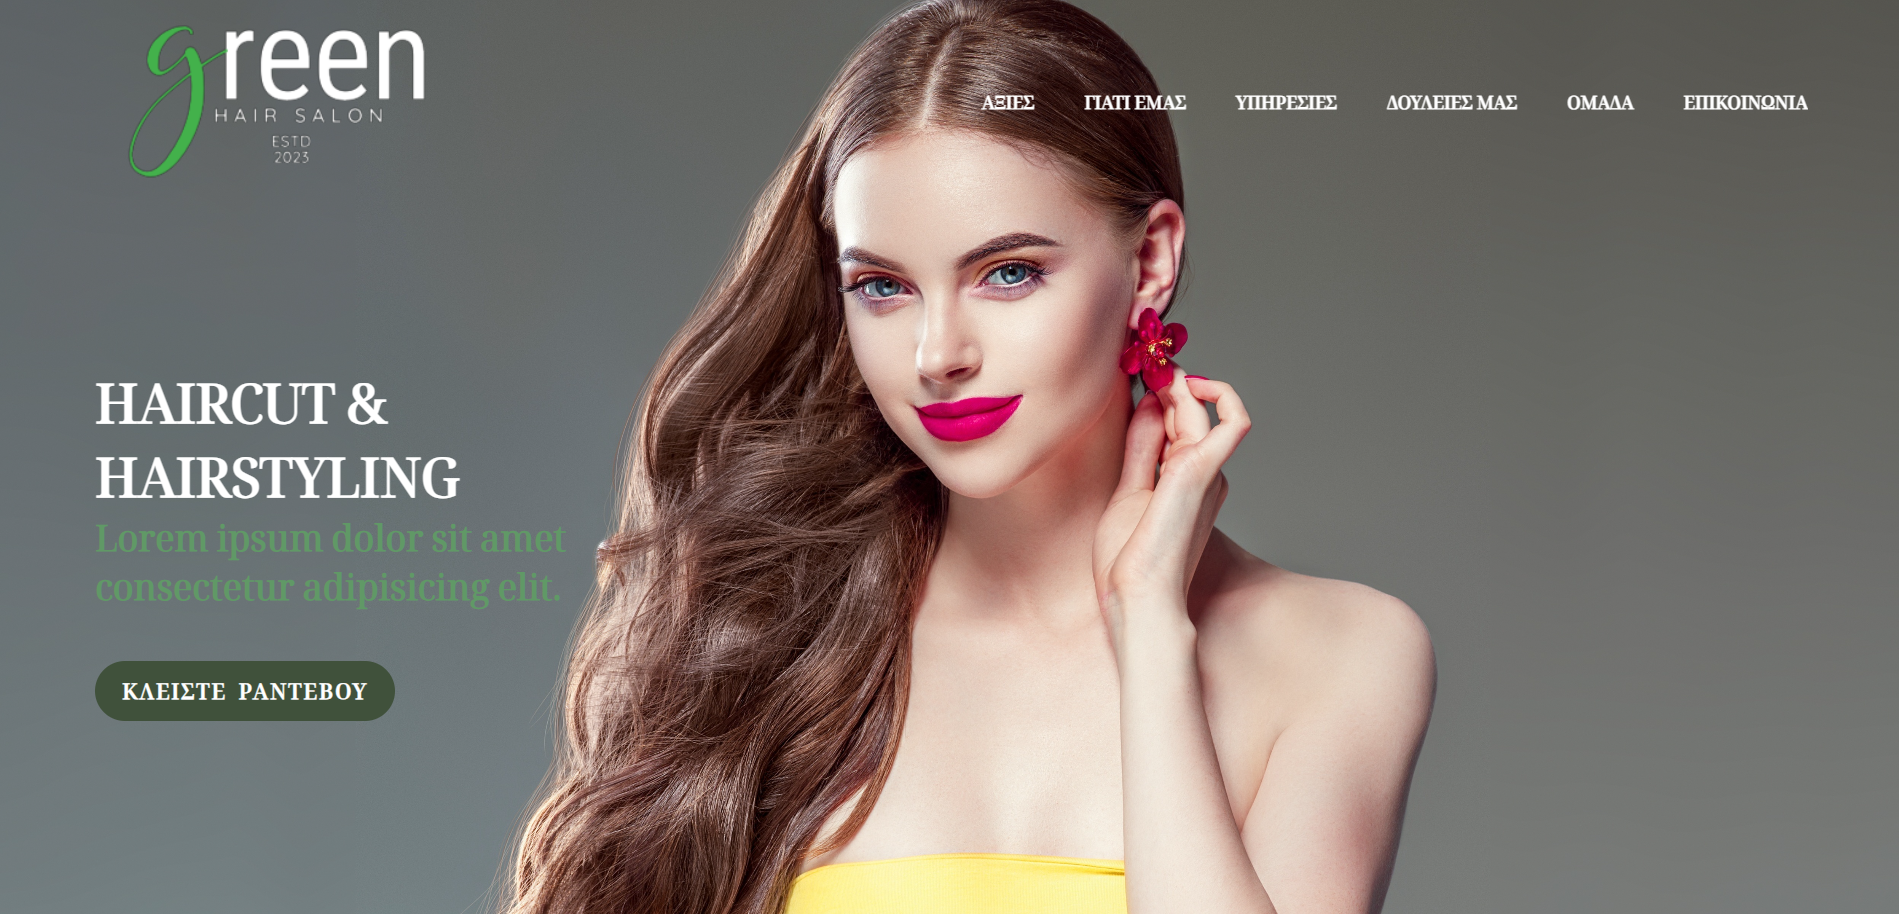 green
HAIR SALON
ESTD
2023
ΑΞΙΕΣ ΓΙΑΤΙ ΕΜΑΣ ΥΠΗΡΕΣΙΕΣ ΔΟΥΛΕΙΕΣ ΜΑΣ ΟΜΑΔΑ ΕΠΙΚΟΙΝΩΝΙΑ
HAIRCUT &
HAIRSTYLING
Lorem ipsum dolor sit amet
consectetur adipisicing elit.
ΚΛΕΙΣΤΕ ΡΑΝΤΕΒΟΥ